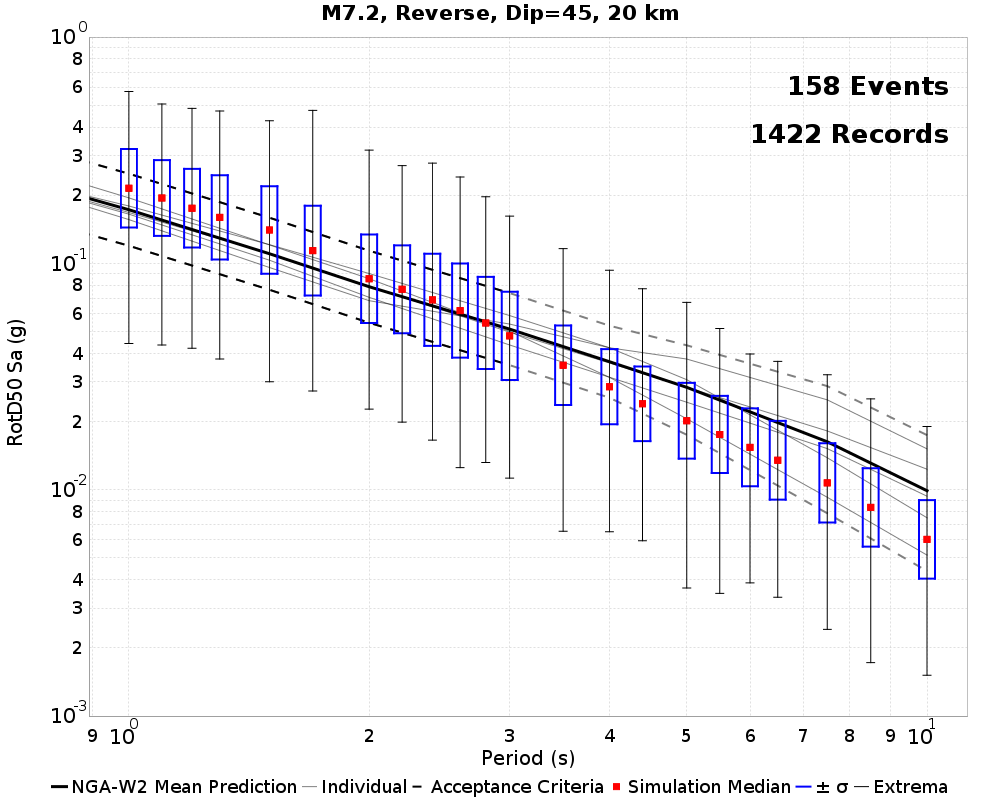 M7.2, Reverse, Dip=45, 20 km
158 Events
1422 Records
RotD50 Sa (g)
10^0
8
6
4
3
2
10^-1
8
6
4
3
2
10^-2
8
6
4
3
2
10^-3
9 10^0 2 3 4 5 6 7 8 9 10^1
Period (s)
NGA-W2 Mean Prediction Individual Acceptance Criteria Simulation Median ± σ Extrema